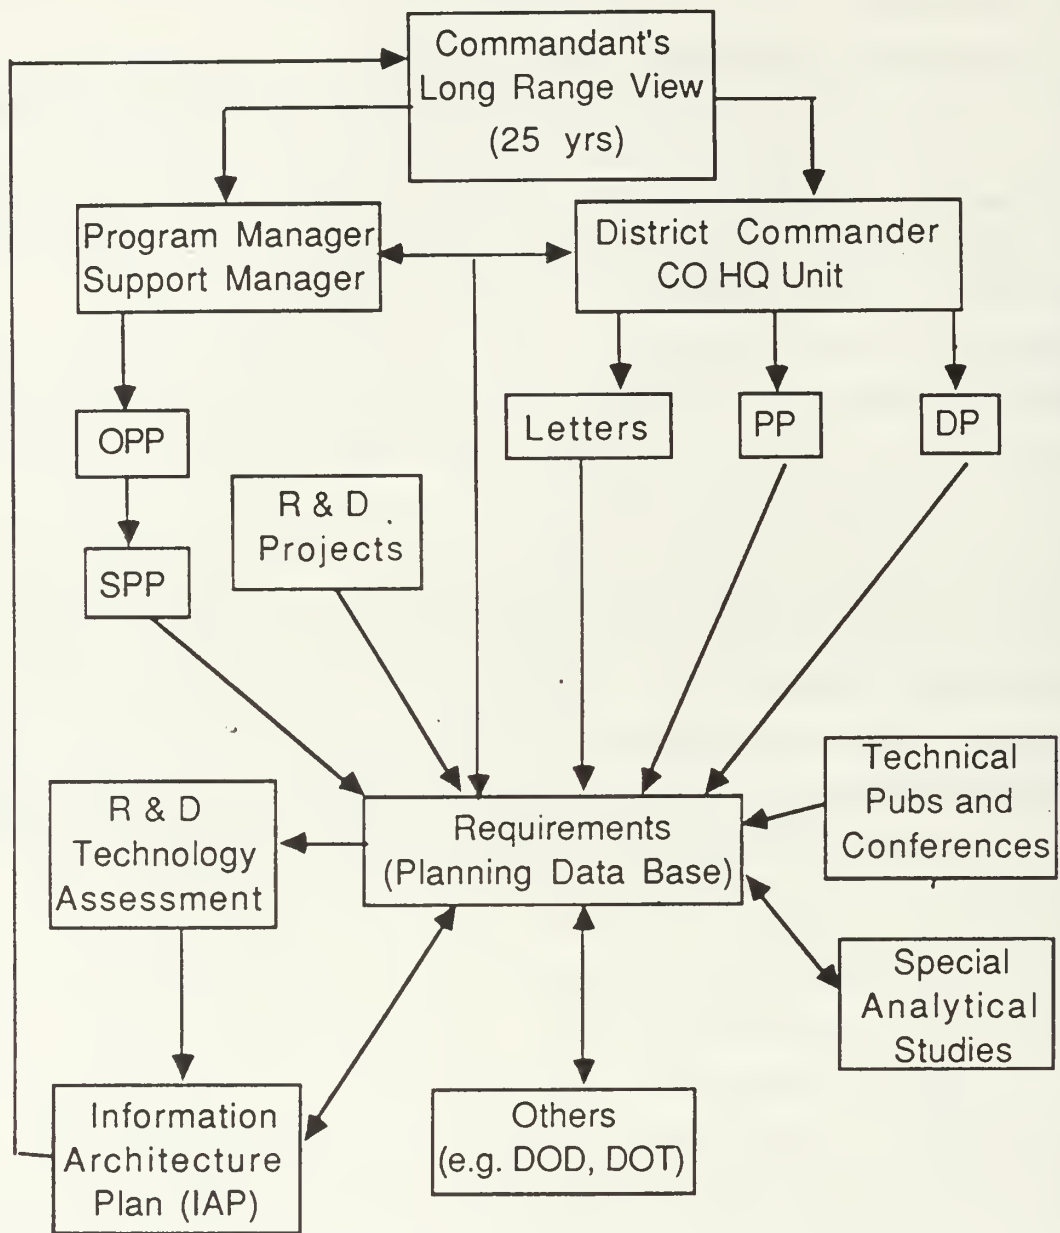 Commandant's
Long Range View
(25 yrs)
Program Manager
Support Manager
District Commander
CO HQ Unit
OPP
Letters
PP
DP
R & D
Projects
SPP
R & D
Technology
Assessment
Requirements
(Planning Data Base)
Technical
Pubs and
Conferences
Special
Analytical
Studies
Information
Architecture
Plan (IAP)
Others
(e.g. DOD, DOT)